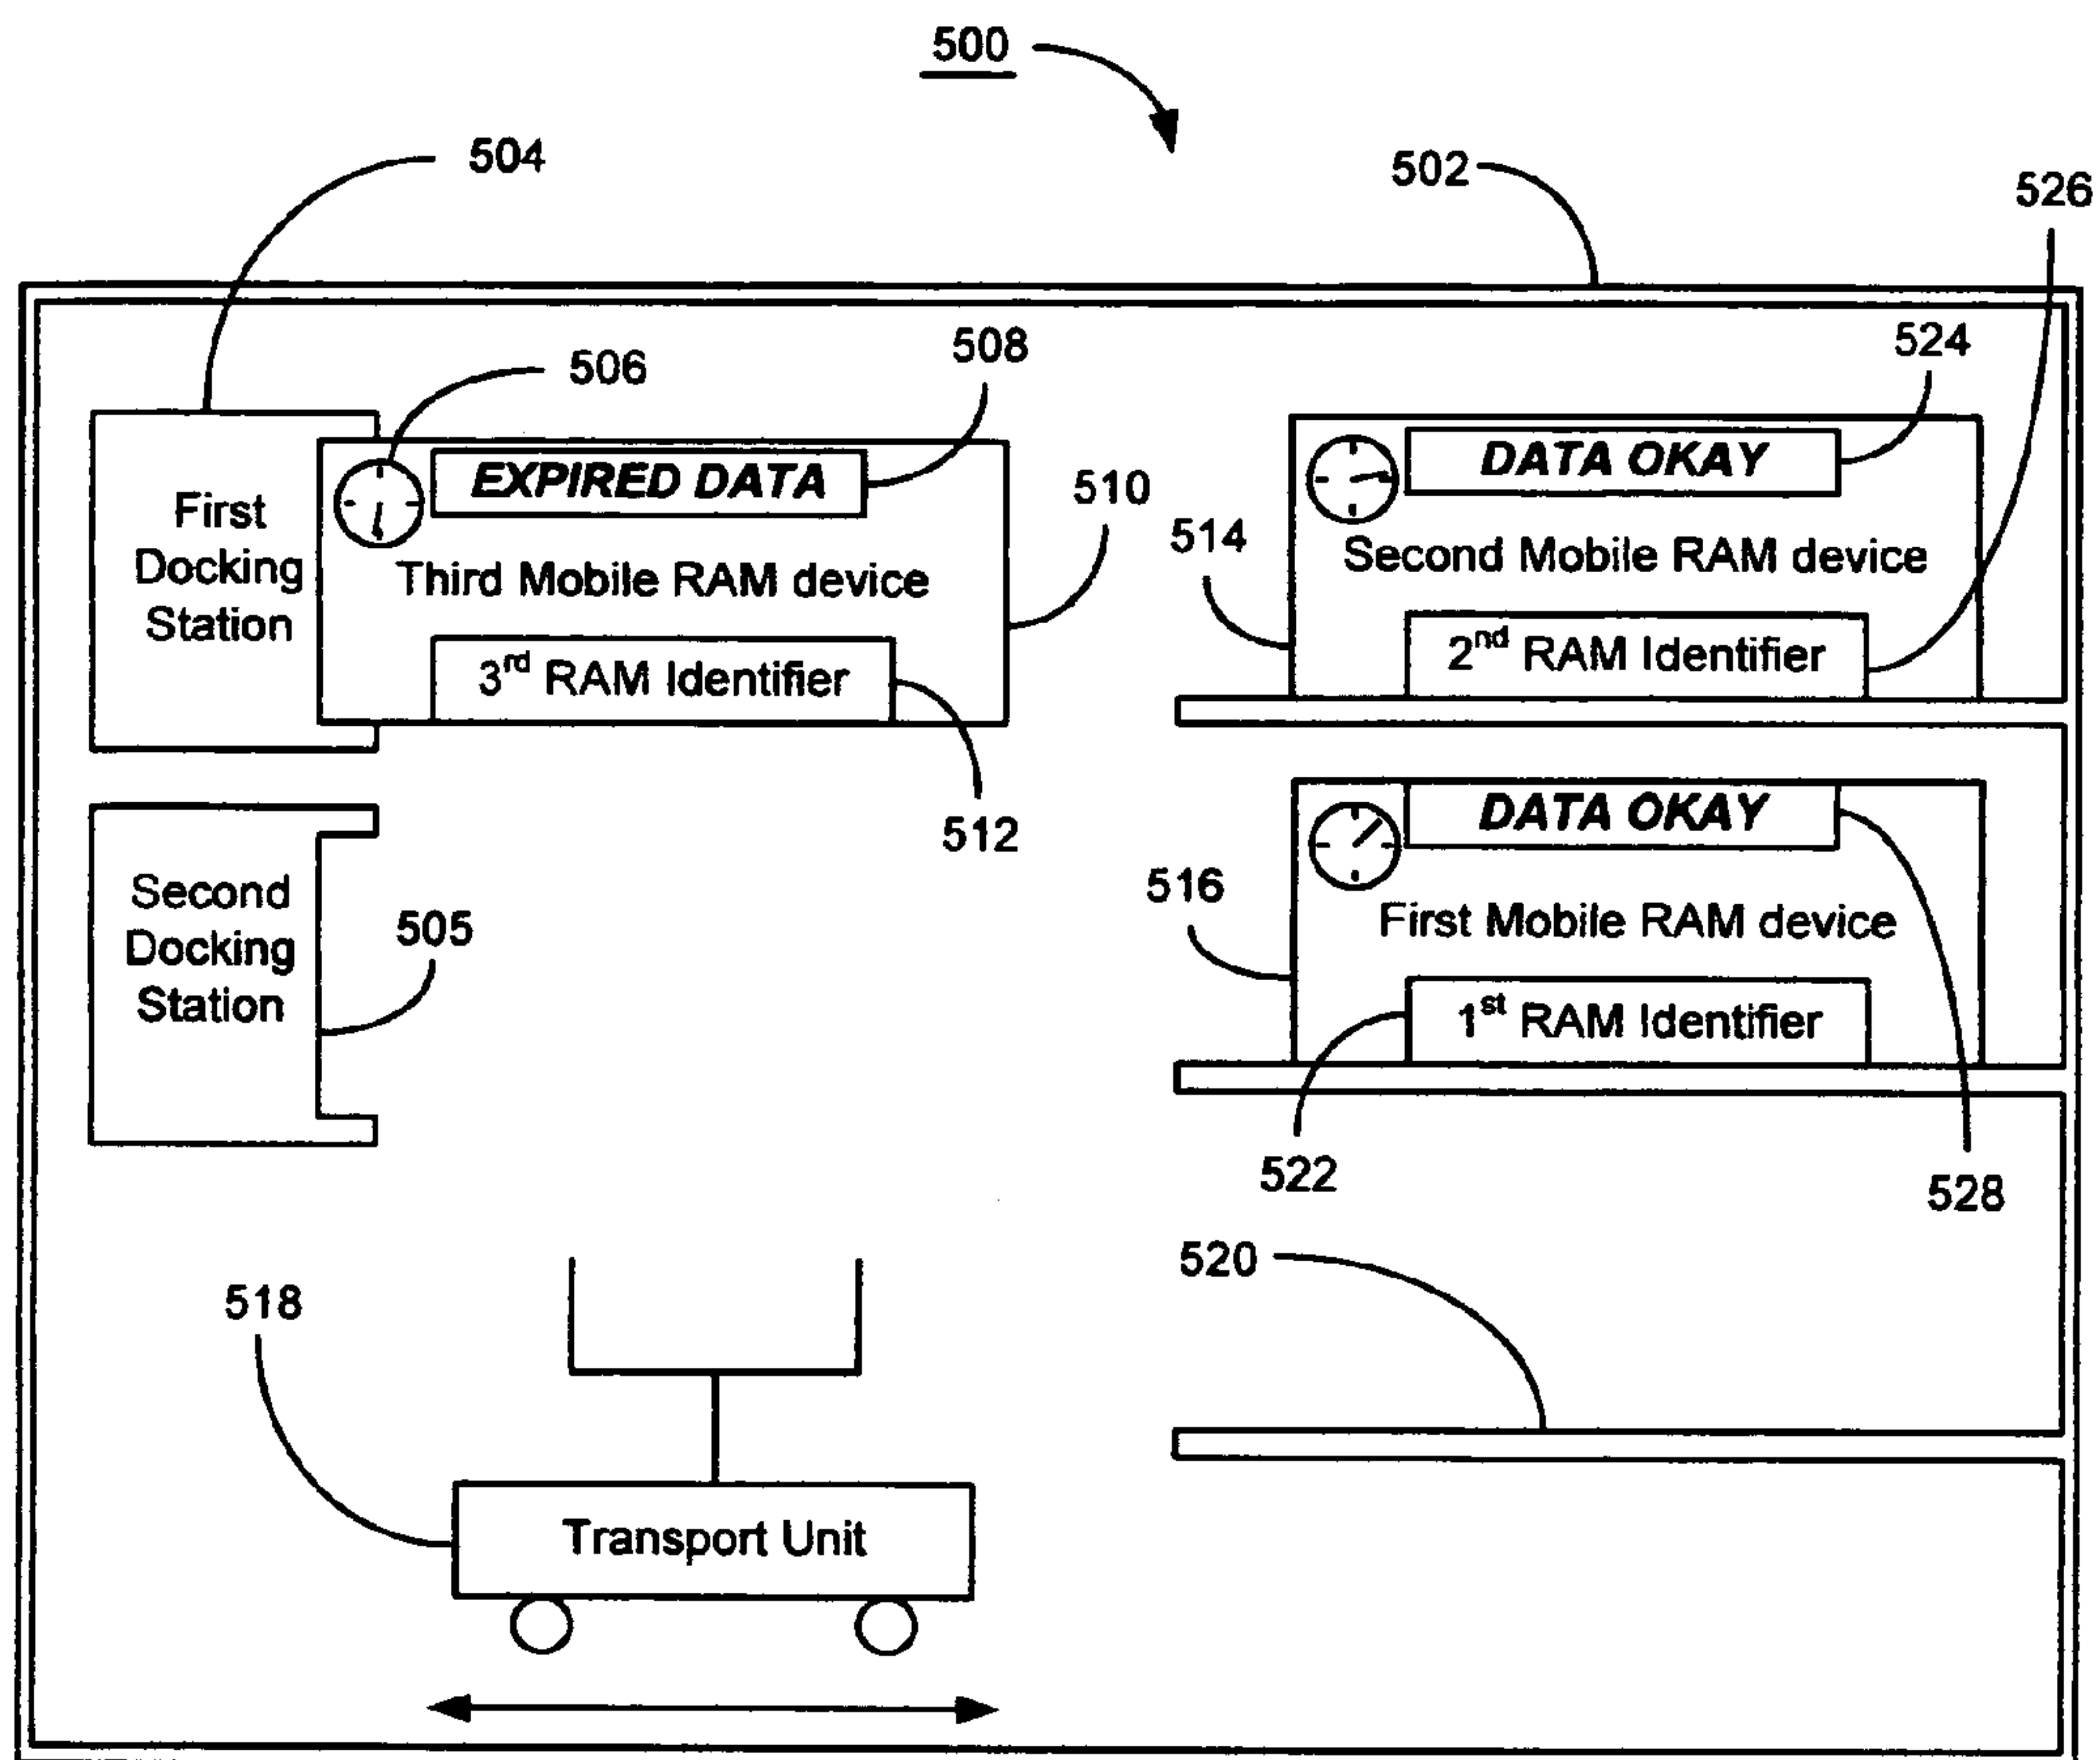 500
504
502
526
506
508
524
EXPIRED DATA
DATA OKAY
510
514
First
Docking
Station
Third Mobile RAM device
Second Mobile RAM device
3rd RAM Identifier
2nd RAM Identifier
512
DATA OKAY
Second
Docking
Station
505
516
First Mobile RAM device
1st RAM Identifier
522
528
520
518
Transport Unit